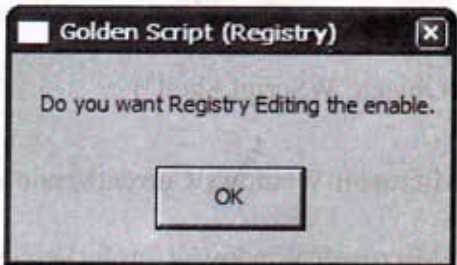 Golden Script (Registry)
Do you want Registry Editing the enable.
OK